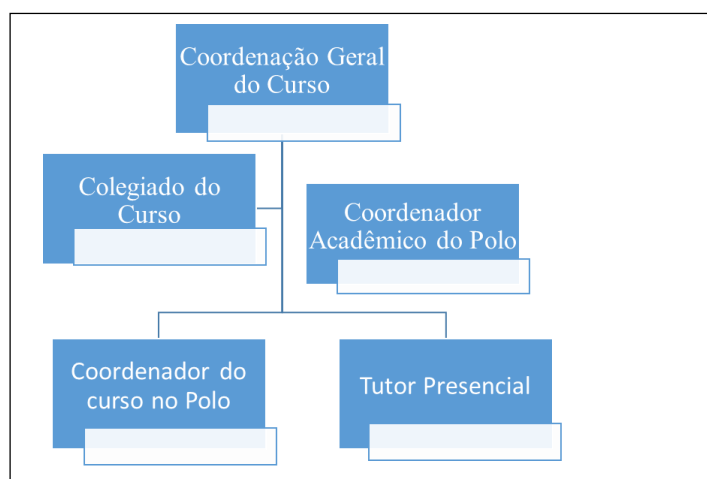 Coordenação Geral
do Curso
Colegiado do
Curso
Coordenador
Acadêmico do Polo
Coordenador do
curso no Polo
Tutor Presencial